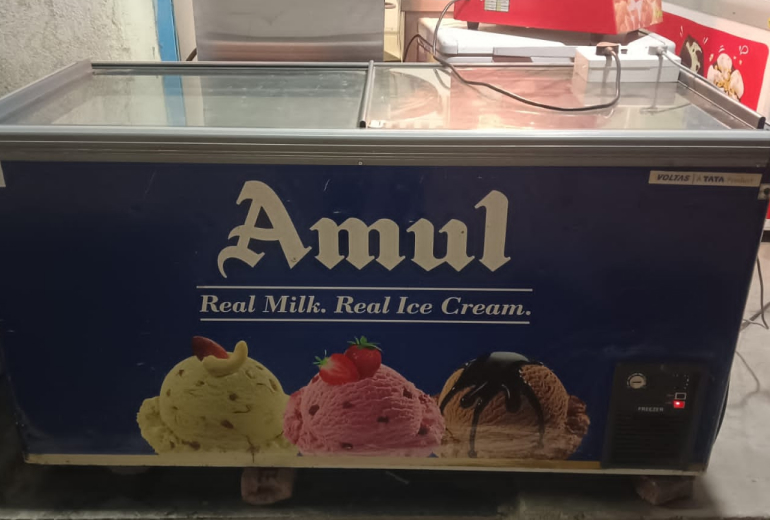 VOLTAS | A TATA Product
Amul
Real Milk. Real Ice Cream.
FREEZER